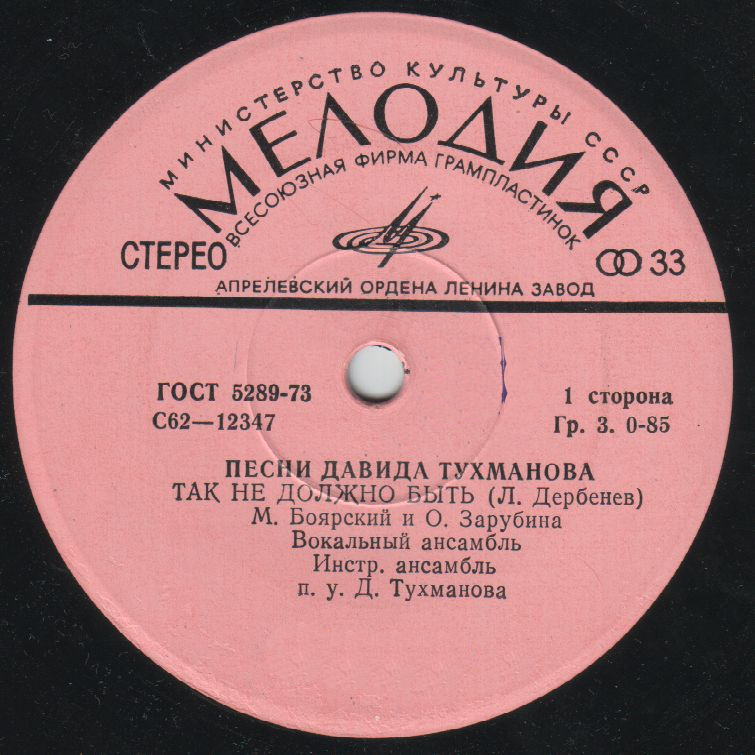 МИНИСТЕРСТВО КУЛЬТУРЫ СССР
МЕЛОДИЯ
ВСЕСОЮЗНАЯ ФИРМА ГРАМПЛАСТИНОК
СТЕРЕО 33
АПРЕЛЕВСКИЙ ОРДЕНА ЛЕНИНА ЗАВОД
ГОСТ 5289-73 1 сторона
С62—12347 Гр. 3. 0-85
ПЕСНИ ДАВИДА ТУХМАНОВА
ТАК НЕ ДОЛЖНО БЫТЬ (Л. Дербенев)
М. Боярский и О. Зарубина
Вокальный ансамбль
Инстр. ансамбль
п. у. Д. Тухманова